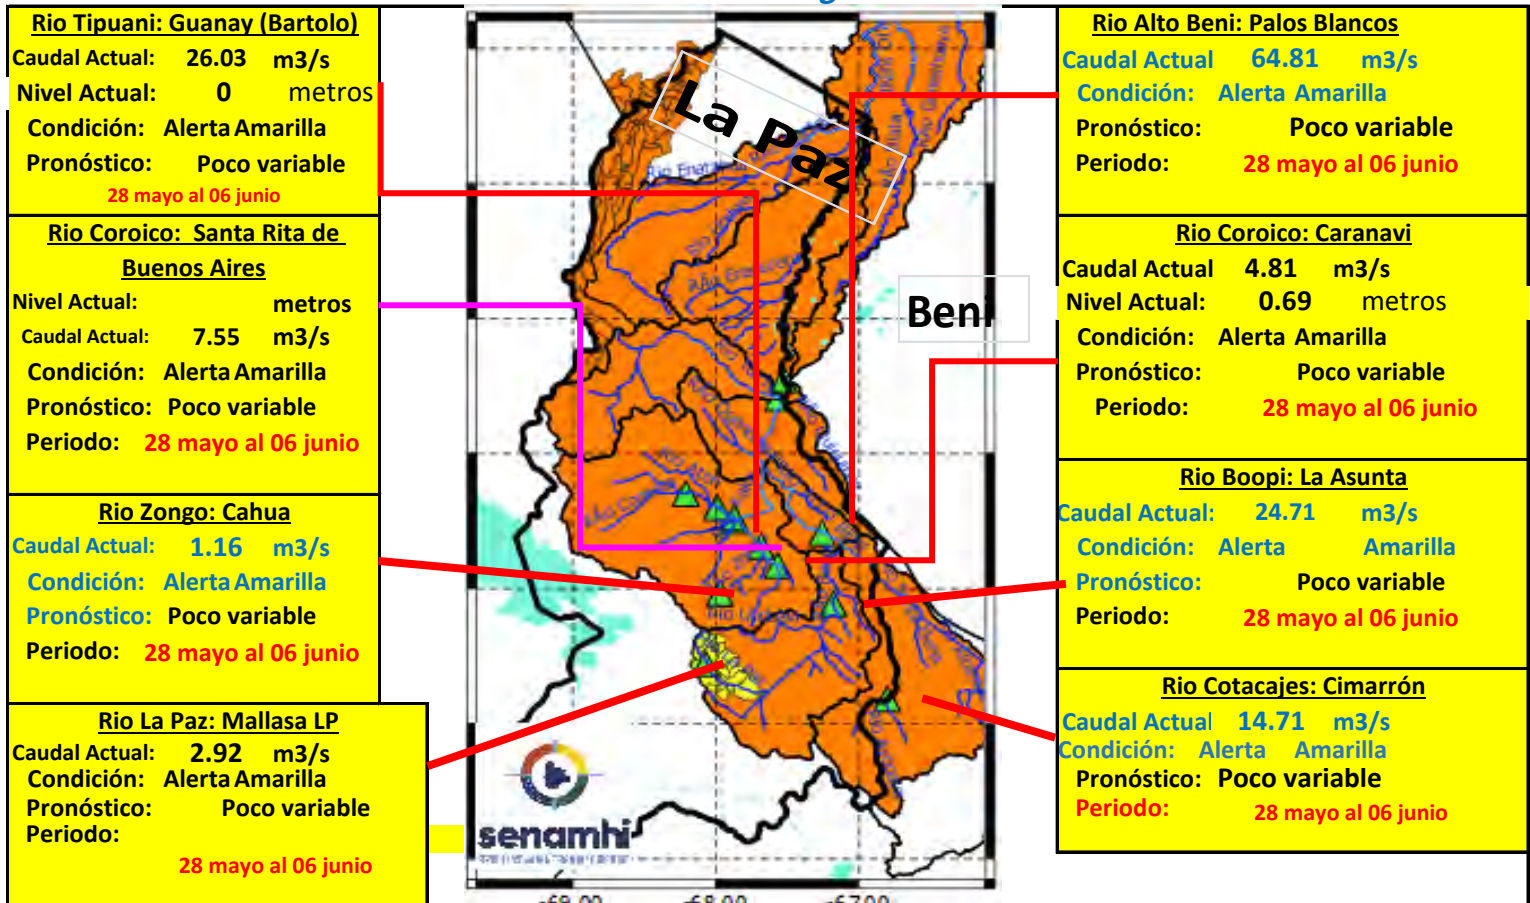 Rio Tipuani: Guanay (Bartolo)
Caudal Actual: 26.03 m3/s
Nivel Actual: 0 metros
Condición: Alerta Amarilla
Pronóstico: Poco variable
28 mayo al 06 junio
Rio Coroico: Santa Rita de
Buenos Aires
Nivel Actual: metros
Caudal Actual: 7.55 m3/s
Condición: Alerta Amarilla
Pronóstico: Poco variable
Periodo: 28 mayo al 06 junio
Rio Zongo: Cahua
Caudal Actual: 1.16 m3/s
Condición: Alerta Amarilla
Pronóstico: Poco variable
Periodo: 28 mayo al 06 junio
Rio La Paz: Mallasa LP
Caudal Actual: 2.92 m3/s
Condición: Alerta Amarilla
Pronóstico: Poco variable
Periodo:
28 mayo al 06 junio
La Paz
Beni
senamhi
-69.00 -68.00 -67.00
Rio Alto Beni: Palos Blancos
Caudal Actual 64.81 m3/s
Condición: Alerta Amarilla
Pronóstico: Poco variable
Periodo: 28 mayo al 06 junio
Rio Coroico: Caranavi
Caudal Actual 4.81 m3/s
Nivel Actual: 0.69 metros
Condición: Alerta Amarilla
Pronóstico: Poco variable
Periodo: 28 mayo al 06 junio
Rio Boopi: La Asunta
Caudal Actual: 24.71 m3/s
Condición: Alerta Amarilla
Pronóstico: Poco variable
Periodo: 28 mayo al 06 junio
Rio Cotacajes: Cimarrón
Caudal Actual 14.71 m3/s
Condición: Alerta Amarilla
Pronóstico: Poco variable
Periodo: 28 mayo al 06 junio